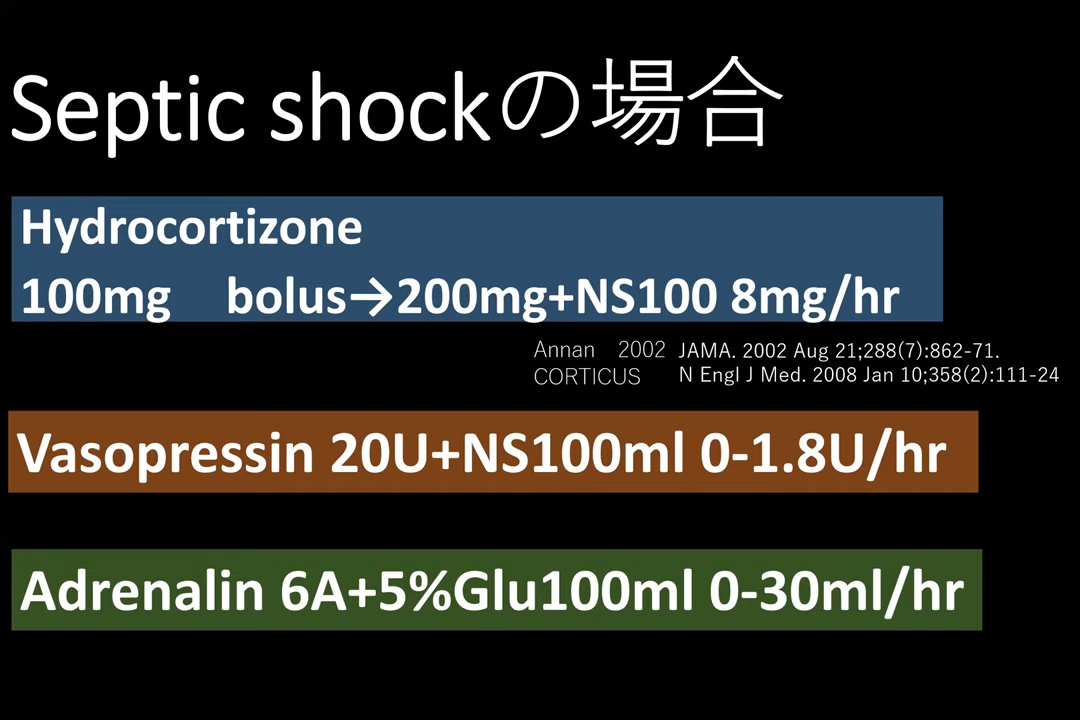 Septic shockの場合
Hydrocortizone
100mg　bolus→200mg+NS100 8mg/hr
Annan　2002　JAMA. 2002 Aug 21;288(7):862-71.
CORTICUS　N Engl J Med. 2008 Jan 10;358(2):111-24
Vasopressin 20U+NS100ml 0-1.8U/hr
Adrenalin 6A+5%Glu100ml 0-30ml/hr